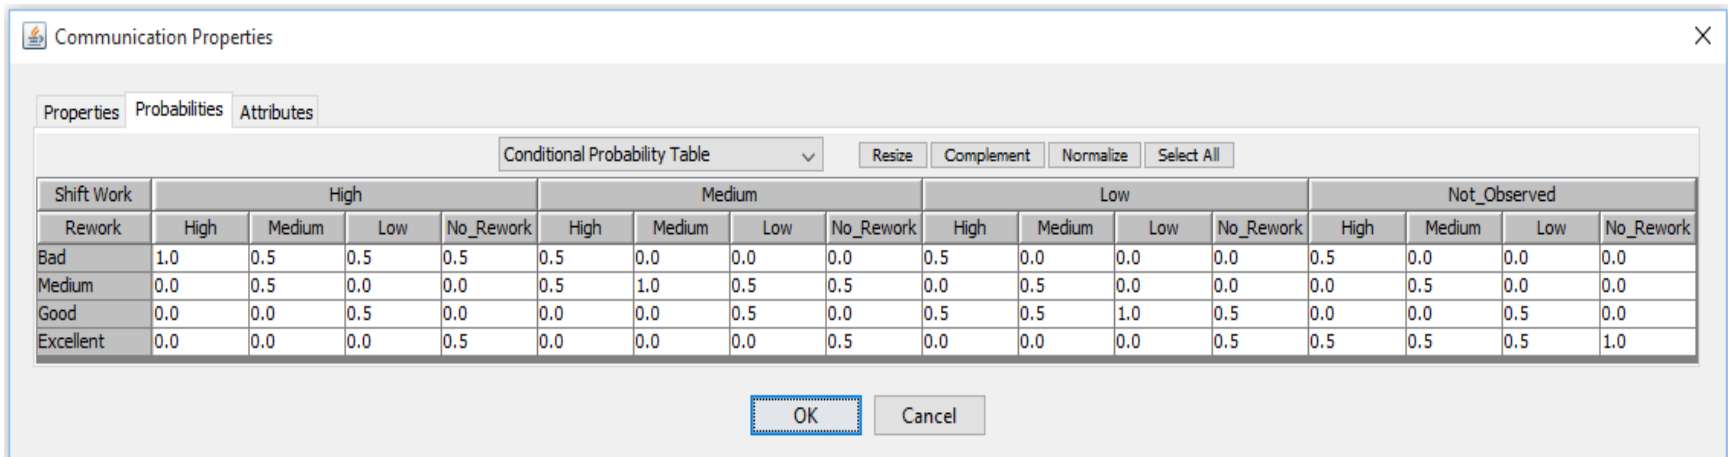 Communication Properties
Properties Probabilities Attributes
Conditional Probability Table Resize Complement Normalize Select All
Shift Work High Medium Low Not_Observed
Rework High Medium Low No_Rework High Medium Low No_Rework High Medium Low No_Rework High Medium Low No_Rework
Bad 1.0 0.5 0.5 0.5 0.5 0.0 0.0 0.0 0.5 0.0 0.0 0.0 0.5 0.0 0.0 0.0
Medium 0.0 0.5 0.0 0.0 0.5 1.0 0.5 0.5 0.0 0.5 0.0 0.0 0.0 0.5 0.0 0.0
Good 0.0 0.0 0.5 0.0 0.0 0.0 0.5 0.0 0.5 0.5 1.0 0.5 0.0 0.0 0.5 0.0
Excellent 0.0 0.0 0.0 0.5 0.0 0.0 0.0 0.5 0.0 0.0 0.0 0.5 0.5 0.5 0.5 1.0
OK Cancel